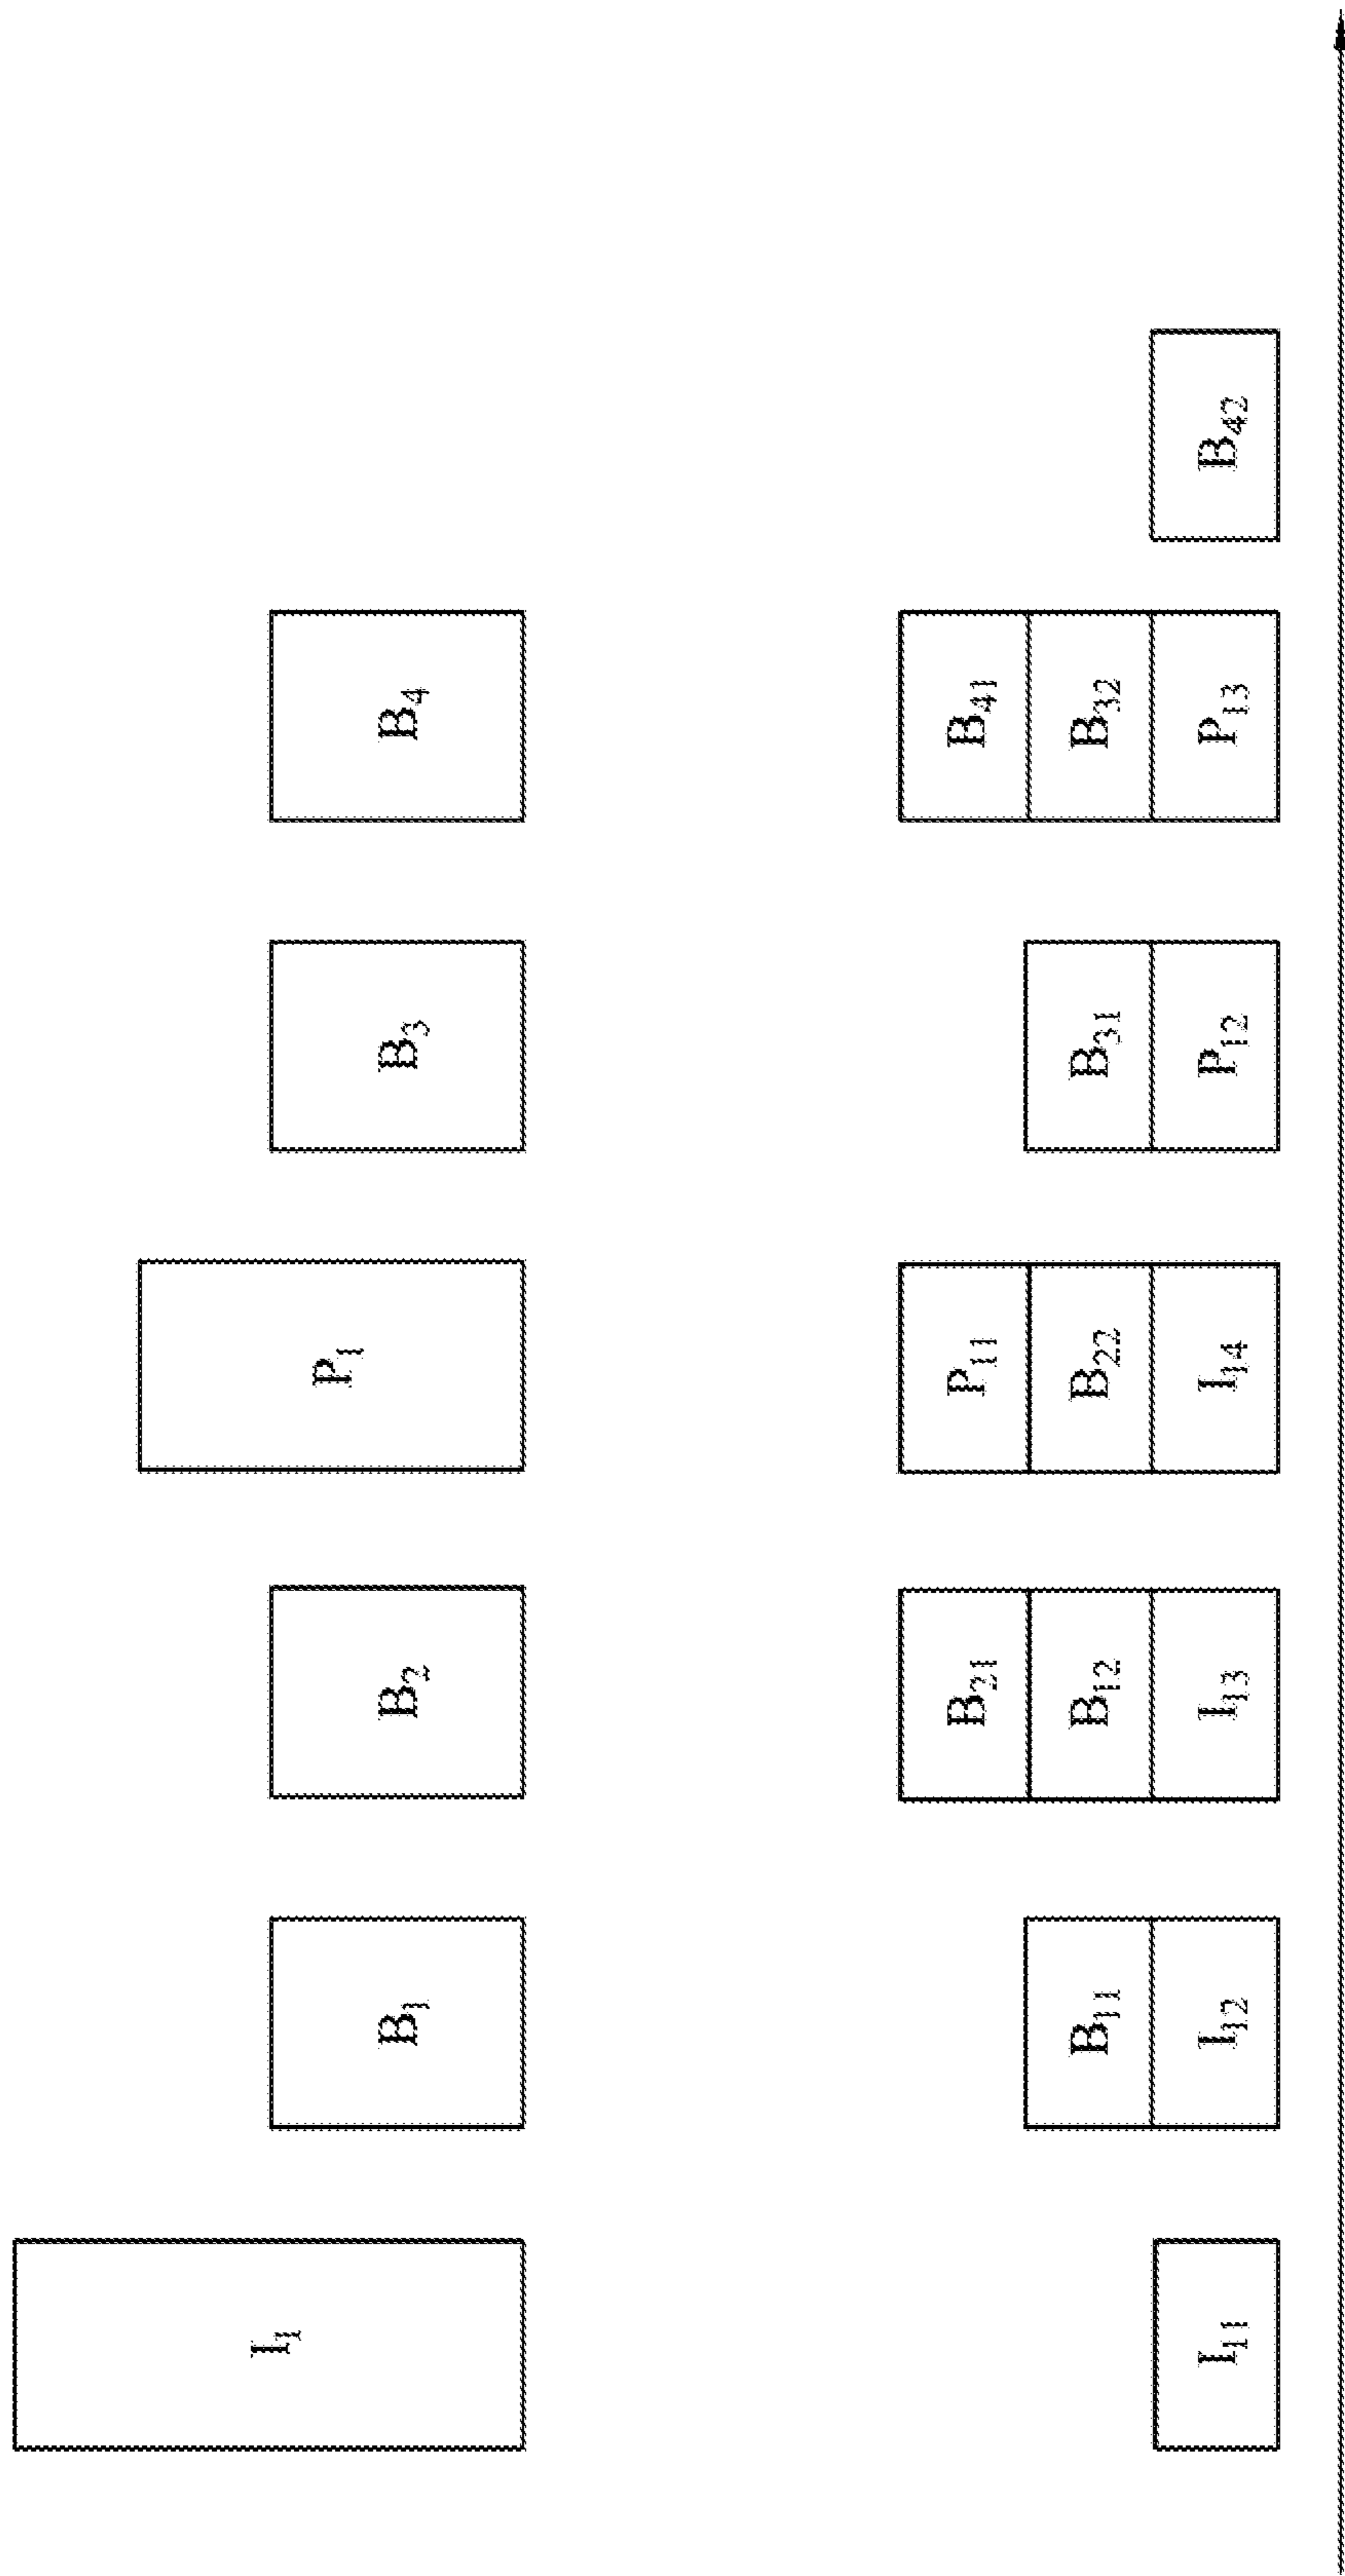 I₁ B₁ B₂ P₁ B₃ B₄
B₂₁ P₁₁ B₄₁
B₁₁ B₁₂ B₂₂ B₃₁ B₃₂
I₁₁ I₁₂ I₁₃ I₁₄ P₁₂ P₁₃ B₄₂